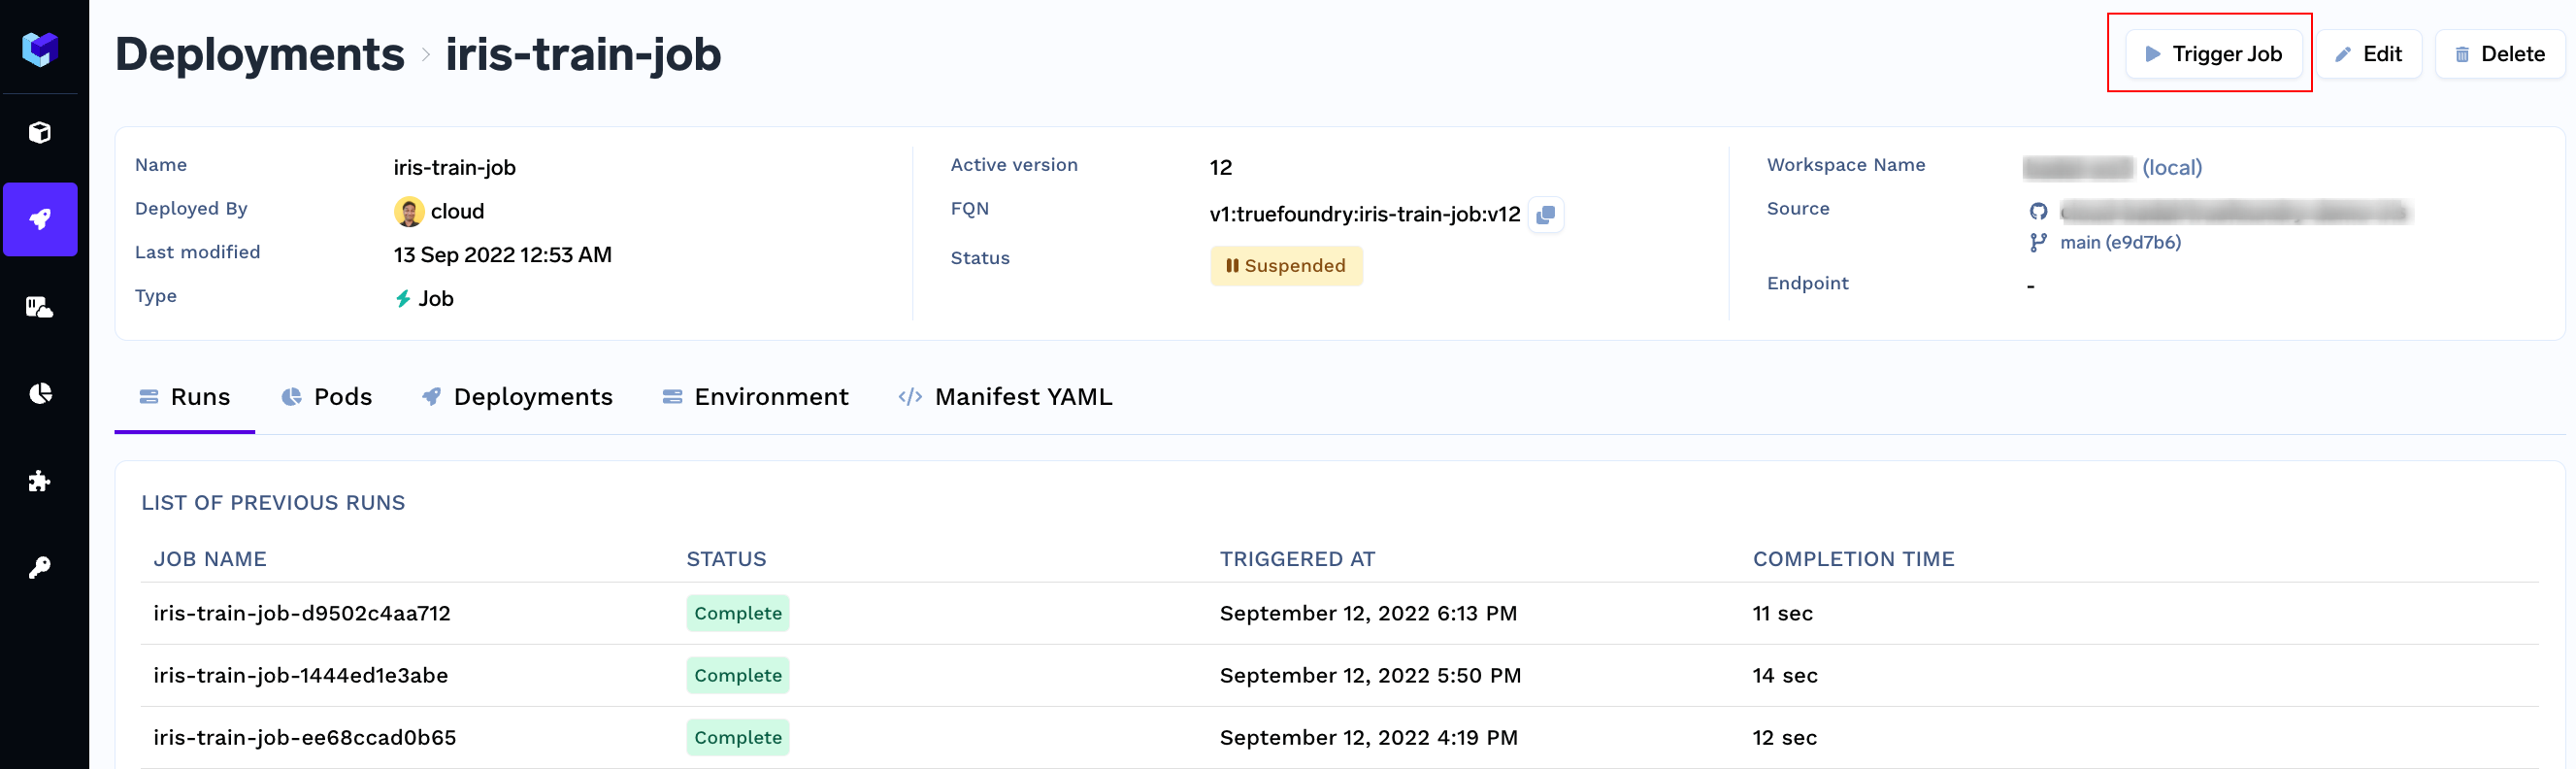 Deployments > iris-train-job
Trigger Job
Edit
Delete
Name iris-train-job
Deployed By cloud
Last modified 13 Sep 2022 12:53 AM
Type Job
Active version 12
FQN v1:truefoundry:iris-train-job:v12
Status Suspended
Workspace Name (local)
Source
main (e9d7b6)
Endpoint -
Runs
Pods
Deployments
Environment
Manifest YAML
LIST OF PREVIOUS RUNS
JOB NAME STATUS TRIGGERED AT COMPLETION TIME
iris-train-job-d9502c4aa712 Complete September 12, 2022 6:13 PM 11 sec
iris-train-job-1444ed1e3abe Complete September 12, 2022 5:50 PM 14 sec
iris-train-job-ee68ccad0b65 Complete September 12, 2022 4:19 PM 12 sec